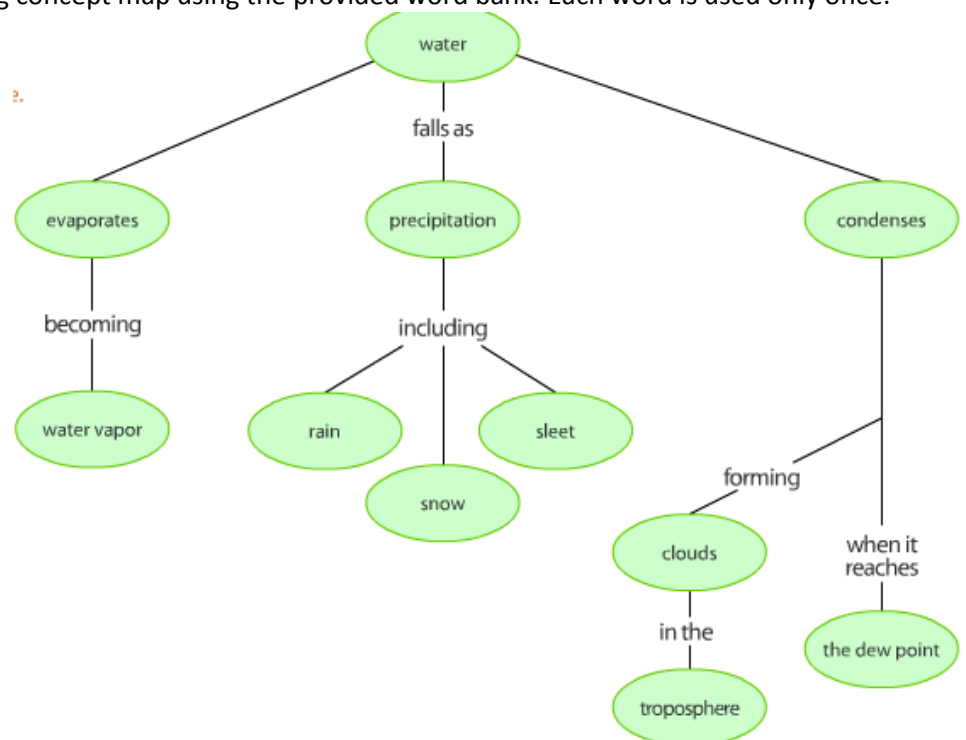 g concept map using the provided word bank. Each word is used only once.
water
e.
falls as
evaporates
precipitation
condenses
becoming
including
water vapor
rain
sleet
snow
forming
clouds
when it
reaches
in the
the dew point
troposphere